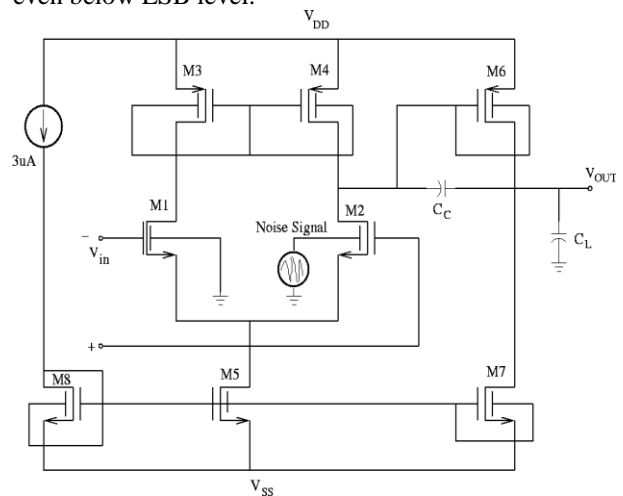 even below LSB level.
VDD
M3
M4
M6
3uA
VOUT
M1
Noise Signal
M2
CC
− Vin
CL
+
M8
M5
M7
VSS